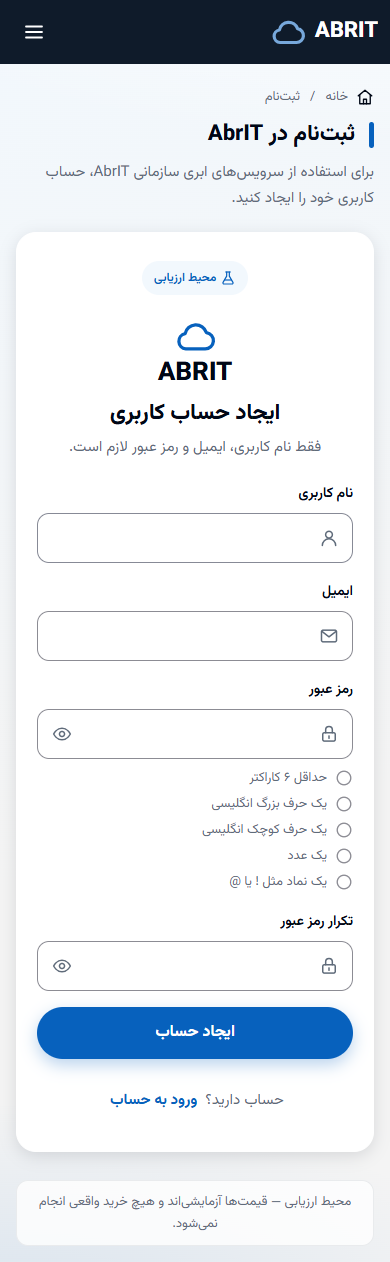 ABRIT
خانه / ثبت‌نام
ثبت‌نام در AbrIT
برای استفاده از سرویس‌های ابری سازمانی AbrIT، حساب
کاربری خود را ایجاد کنید.
محیط ارزیابی
ABRIT
ایجاد حساب کاربری
فقط نام کاربری، ایمیل و رمز عبور لازم است.
نام کاربری
ایمیل
رمز عبور
حداقل ۶ کاراکتر
یک حرف بزرگ انگلیسی
یک حرف کوچک انگلیسی
یک عدد
یک نماد مثل ! یا @
تکرار رمز عبور
ایجاد حساب
حساب دارید؟ ورود به حساب
محیط ارزیابی — قیمت‌ها آزمایشی‌اند و هیچ خرید واقعی انجام
نمی‌شود.